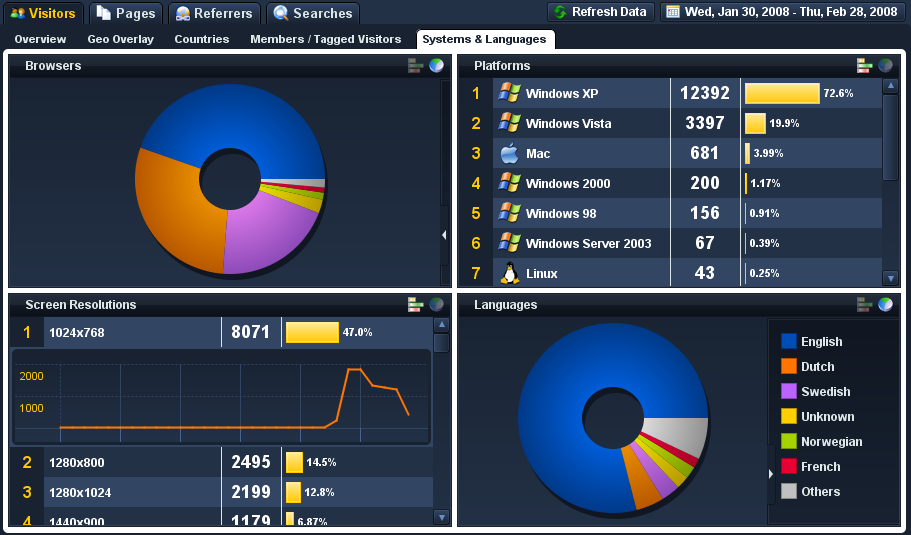 Visitors Pages Referrers Searches Refresh Data Wed, Jan 30, 2008 - Thu, Feb 28, 2008
Overview Geo Overlay Countries Members / Tagged Visitors Systems & Languages
Browsers
Platforms
1 Windows XP 12392 72.6%
2 Windows Vista 3397 19.9%
3 Mac 681 3.99%
4 Windows 2000 200 1.17%
5 Windows 98 156 0.91%
6 Windows Server 2003 67 0.39%
7 Linux 43 0.25%
Screen Resolutions
1 1024x768 8071 47.0%
2000
1000
2 1280x800 2495 14.5%
3 1280x1024 2199 12.8%
4 1440x900 1179 6.87%
Languages
English
Dutch
Swedish
Unknown
Norwegian
French
Others